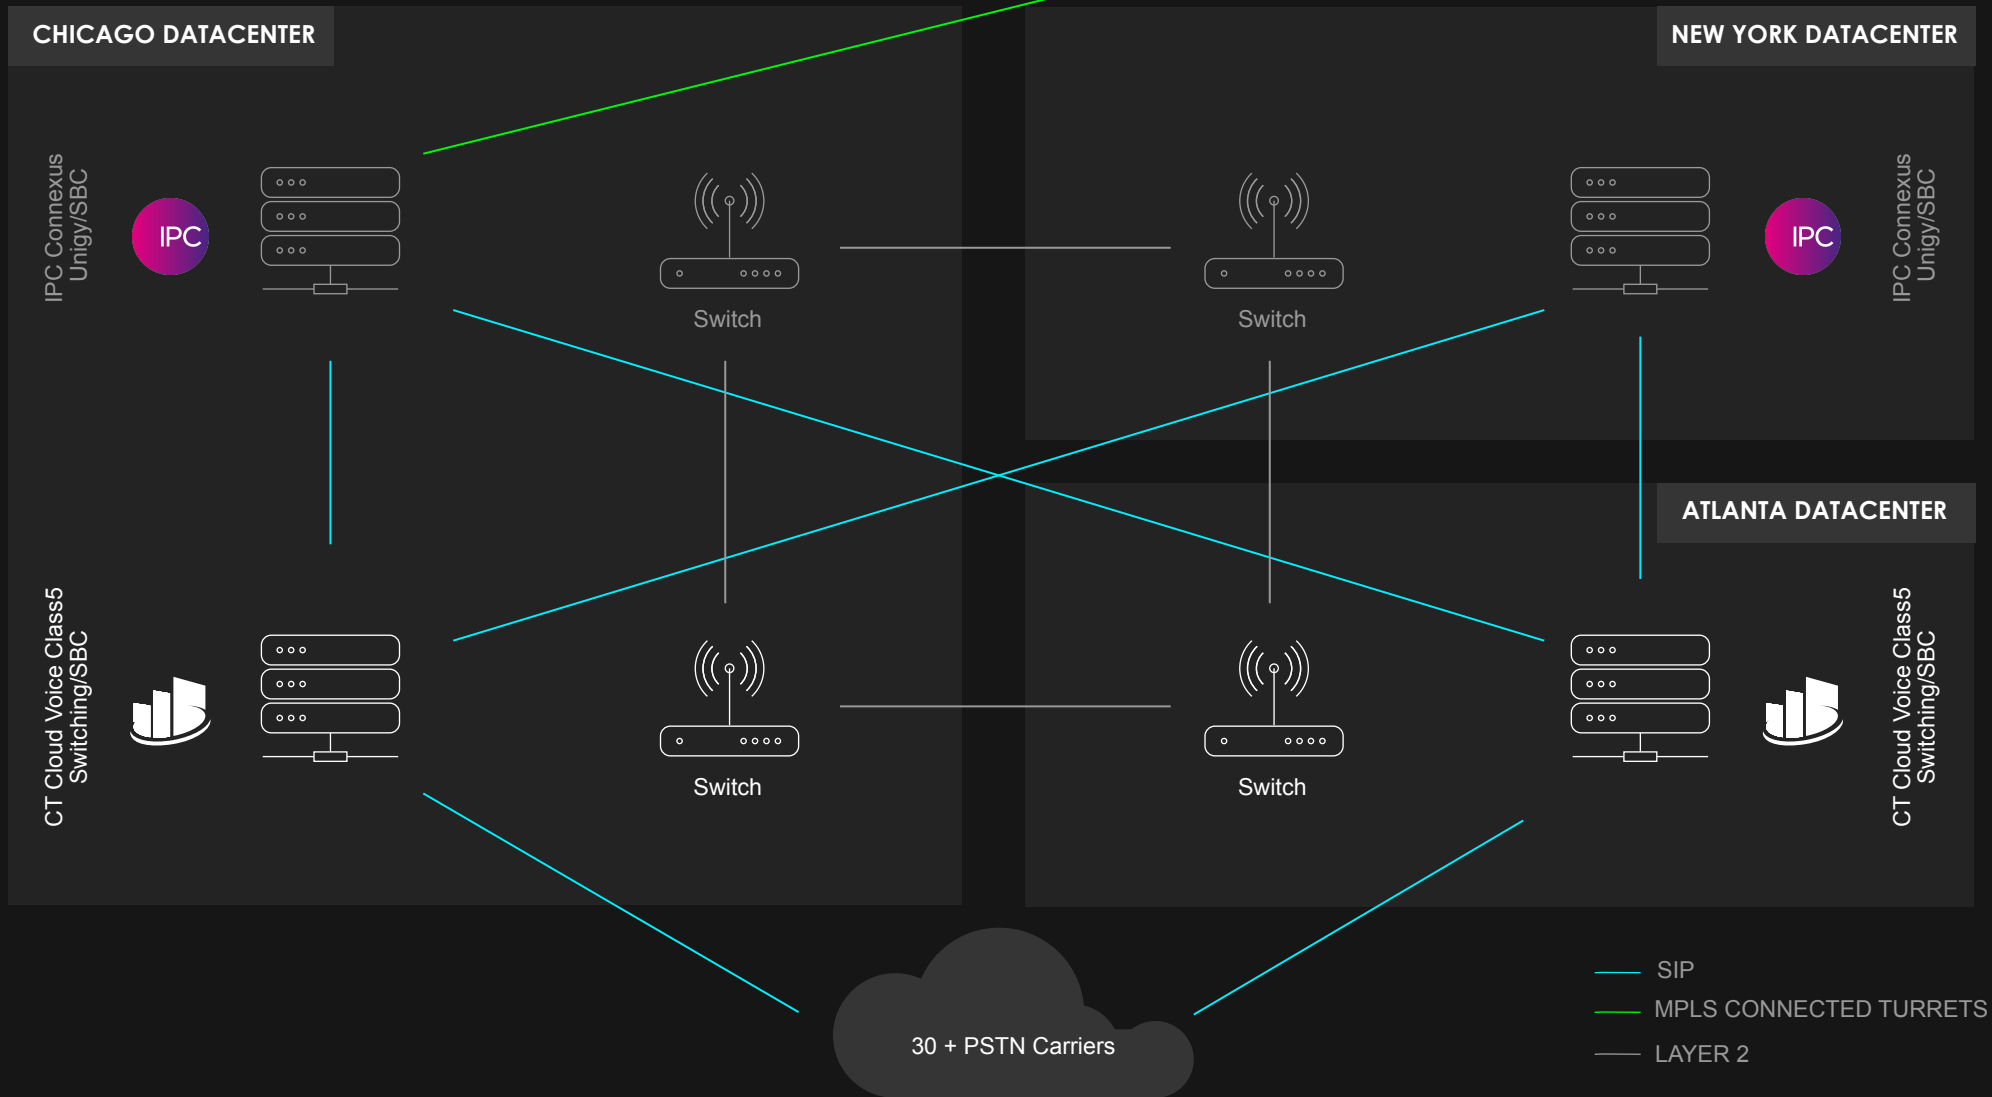 CHICAGO DATACENTER
NEW YORK DATACENTER
IPC Connexus
Unigy/SBC
IPC
Switch
Switch
IPC
IPC Connexus
Unigy/SBC
ATLANTA DATACENTER
CT Cloud Voice Class5
Switching/SBC
Switch
Switch
CT Cloud Voice Class5
Switching/SBC
30 + PSTN Carriers
SIP
MPLS CONNECTED TURRETS
LAYER 2